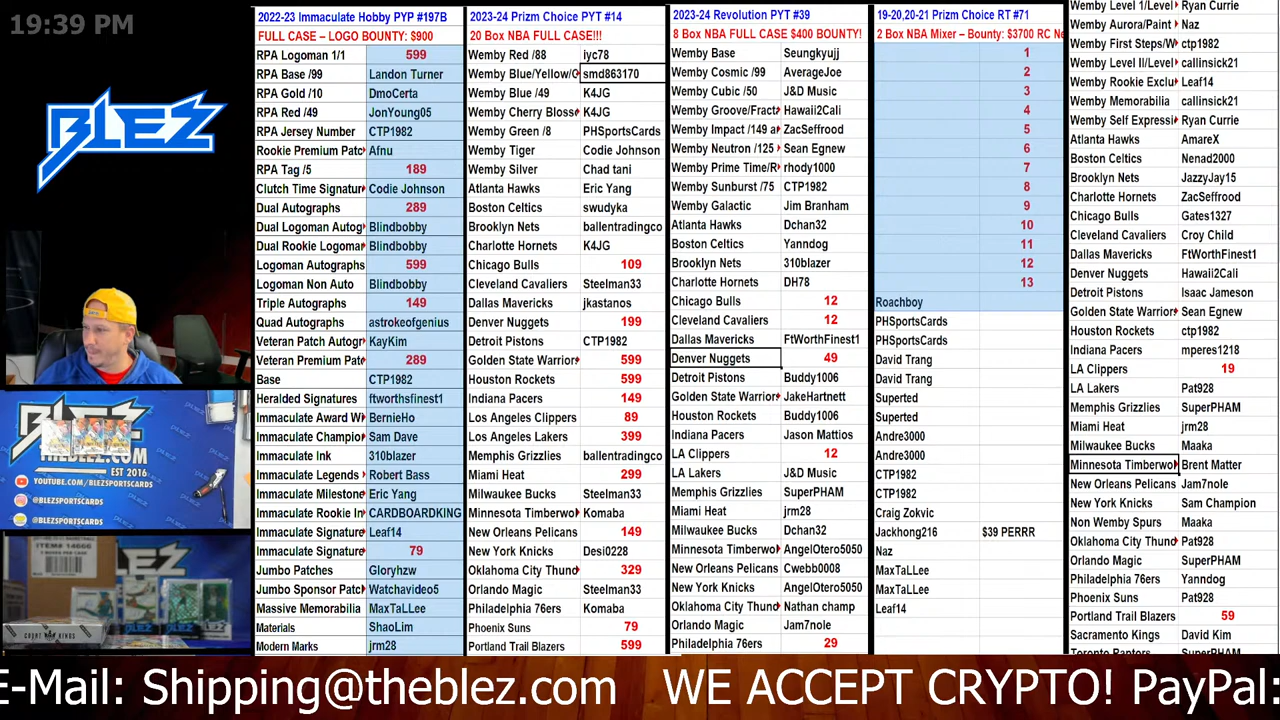 19:39 PM
BLEZ
BLEZ
THEBLEZ.COM
EST 2016
YOUTUBE.COM/BLEZSPORTSCARDS
@BLEZSPORTSCARDS
@BLEZSPORTSCARDS
ITEM# 14666
BLEZ
2022-23 Immaculate Hobby PYP #197B
FULL CASE – LOGO BOUNTY: $900
RPA Logoman 1/1 599
RPA Base /99 Landon Turner
RPA Gold /10 DmoCerta
RPA Red /49 JonYoung05
RPA Jersey Number CTP1982
Rookie Premium Patc Afnu
RPA Tag /5 189
Clutch Time Signatur Codie Johnson
Dual Autographs 289
Dual Logoman Autog Blindbobby
Dual Rookie Logoma Blindbobby
Logoman Autographs 599
Logoman Non Auto Blindbobby
Triple Autographs 149
Quad Autographs astrokeofgenius
Veteran Patch Autogr KayKim
Veteran Premium Pat 289
Base CTP1982
Heralded Signatures ftworthsfinest1
Immaculate Award W BernieHo
Immaculate Champio Sam Dave
Immaculate Ink 310blazer
Immaculate Legends Robert Bass
Immaculate Milestone Eric Yang
Immaculate Rookie In CARDBOARDKING
Immaculate Signature Leaf14
Immaculate Signature 79
Jumbo Patches Gloryhzw
Jumbo Sponsor Patc Watchavideo5
Massive Memorabilia MaxTaLLee
Materials ShaoLim
Modern Marks jrm28
2023-24 Prizm Choice PYT #14
20 Box NBA FULL CASE!!!
Wemby Red /88 iyc78
Wemby Blue/Yellow/G smd863170
Wemby Blue /49 K4JG
Wemby Cherry Blosso K4JG
Wemby Green /8 PHSportsCards
Wemby Tiger Codie Johnson
Wemby Silver Chad tani
Atlanta Hawks Eric Yang
Boston Celtics swudyka
Brooklyn Nets ballentradingco
Charlotte Hornets K4JG
Chicago Bulls 109
Cleveland Cavaliers Steelman33
Dallas Mavericks jkastanos
Denver Nuggets 199
Detroit Pistons CTP1982
Golden State Warrior 599
Houston Rockets 599
Indiana Pacers 149
Los Angeles Clippers 89
Los Angeles Lakers 399
Memphis Grizzlies ballentradingco
Miami Heat 299
Milwaukee Bucks Steelman33
Minnesota Timberwo Komaba
New Orleans Pelicans 149
New York Knicks Desi0228
Oklahoma City Thund 329
Orlando Magic Steelman33
Philadelphia 76ers Komaba
Phoenix Suns 79
Portland Trail Blazers 599
2023-24 Revolution PYT #39
8 Box NBA FULL CASE $400 BOUNTY!
Wemby Base Seungkyujj
Wemby Cosmic /99 AverageJoe
Wemby Cubic /50 J&D Music
Wemby Groove/Fract Hawaii2Cali
Wemby Impact /149 a ZacSeffrood
Wemby Neutron /125 Sean Egnew
Wemby Prime Time/R rhody1000
Wemby Sunburst /75 CTP1982
Wemby Galactic Jim Branham
Atlanta Hawks Dchan32
Boston Celtics Yanndog
Brooklyn Nets 310blazer
Charlotte Hornets DH78
Chicago Bulls 12
Cleveland Cavaliers 12
Dallas Mavericks FtWorthFinest1
Denver Nuggets 49
Detroit Pistons Buddy1006
Golden State Warrior JakeHartnett
Houston Rockets Buddy1006
Indiana Pacers Jason Mattios
LA Clippers 12
LA Lakers J&D Music
Memphis Grizzlies SuperPHAM
Miami Heat jrm28
Milwaukee Bucks Dchan32
Minnesota Timberwo AngelOtero5050
New Orleans Pelicans Cwebb0008
New York Knicks AngelOtero5050
Oklahoma City Thund Nathan champ
Orlando Magic Jam7nole
Philadelphia 76ers 29
19-20,20-21 Prizm Choice RT #71
2 Box NBA Mixer – Bounty: $3700 RC Ne
1
2
3
4
5
6
7
8
9
10
11
12
13
Roachboy
PHSportsCards
PHSportsCards
David Trang
David Trang
Superted
Superted
Andre3000
Andre3000
CTP1982
CTP1982
Craig Zokvic
Jackhong216 $39 PERRR
Naz
MaxTaLLee
MaxTaLLee
Leaf14
Wemby Level 1/Level Ryan Currie
Wemby Aurora/Paint Naz
Wemby First Steps/W ctp1982
Wemby Level II/Level callinsick21
Wemby Rookie Exclu Leaf14
Wemby Memorabilia callinsick21
Wemby Self Expressi Ryan Currie
Atlanta Hawks AmareX
Boston Celtics Nenad2000
Brooklyn Nets JazzyJay15
Charlotte Hornets ZacSeffrood
Chicago Bulls Gates1327
Cleveland Cavaliers Croy Child
Dallas Mavericks FtWorthFinest1
Denver Nuggets Hawaii2Cali
Detroit Pistons Isaac Jameson
Golden State Warrior Sean Egnew
Houston Rockets ctp1982
Indiana Pacers mperes1218
LA Clippers 19
LA Lakers Pat928
Memphis Grizzlies SuperPHAM
Miami Heat jrm28
Milwaukee Bucks Maaka
Minnesota Timberwo Brent Matter
New Orleans Pelicans Jam7nole
New York Knicks Sam Champion
Non Wemby Spurs Maaka
Oklahoma City Thund Pat928
Orlando Magic SuperPHAM
Philadelphia 76ers Yanndog
Phoenix Suns Pat928
Portland Trail Blazers 59
Sacramento Kings David Kim
Toronto Raptors
E-Mail: Shipping@theblez.com WE ACCEPT CRYPTO! PayPal: